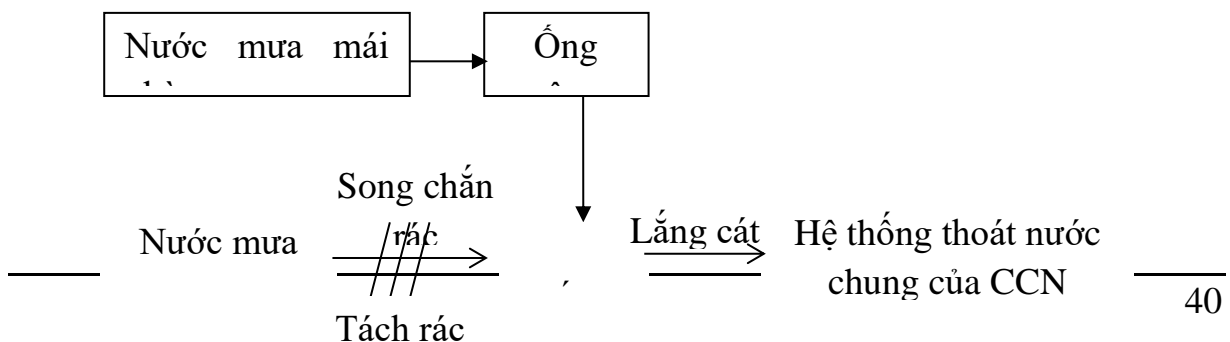 Nước mưa mái
Ống
Song chắn
rác
Nước mưa
Lắng cát
Hệ thống thoát nước
chung của CCN
Tách rác
40